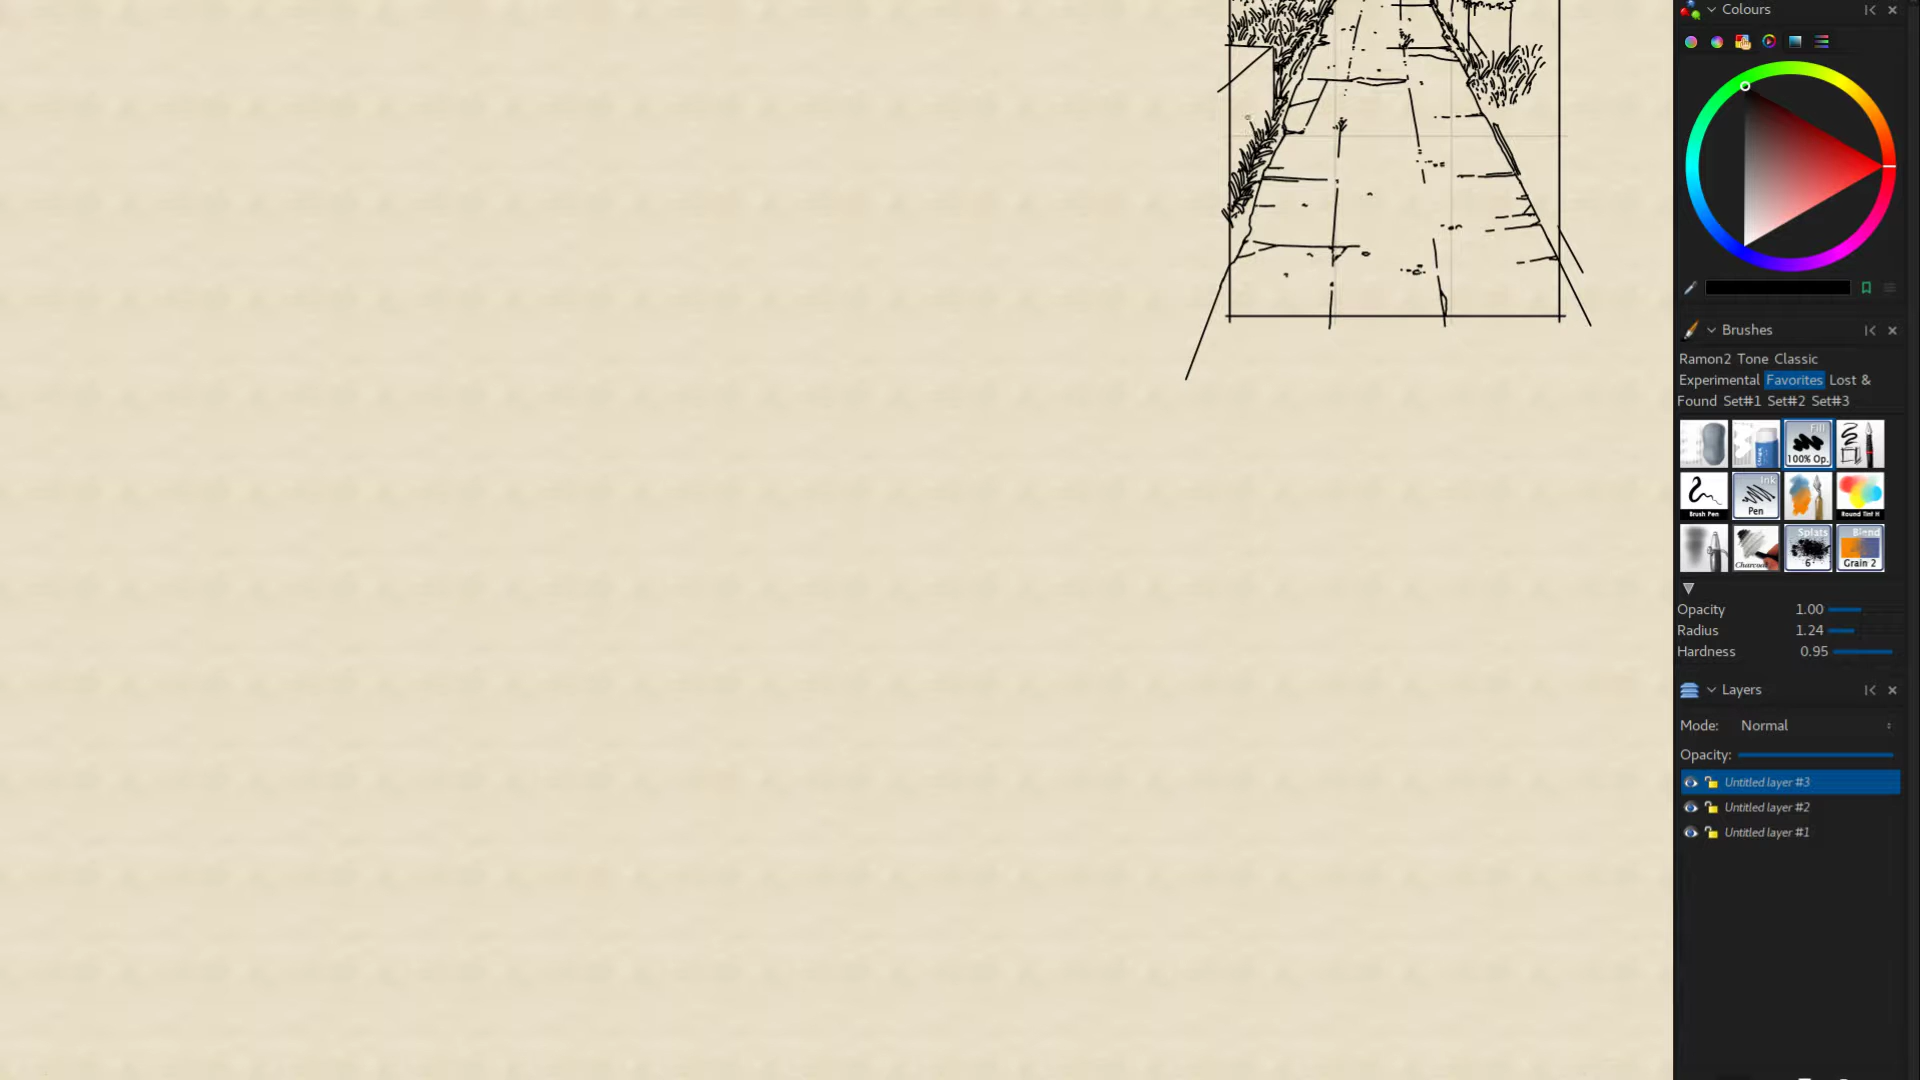 Colours
Brushes
Ramon2 Tone Classic
Experimental Favorites Lost &
Found Set#1 Set#2 Set#3
Fill
100% Op.
Brush Pen
Ink
Pen
Round Tint H
Charcoal
Splats
6
Blend
Grain 2
Opacity 1.00
Radius 1.24
Hardness 0.95
Layers
Mode: Normal
Opacity:
Untitled layer #3
Untitled layer #2
Untitled layer #1